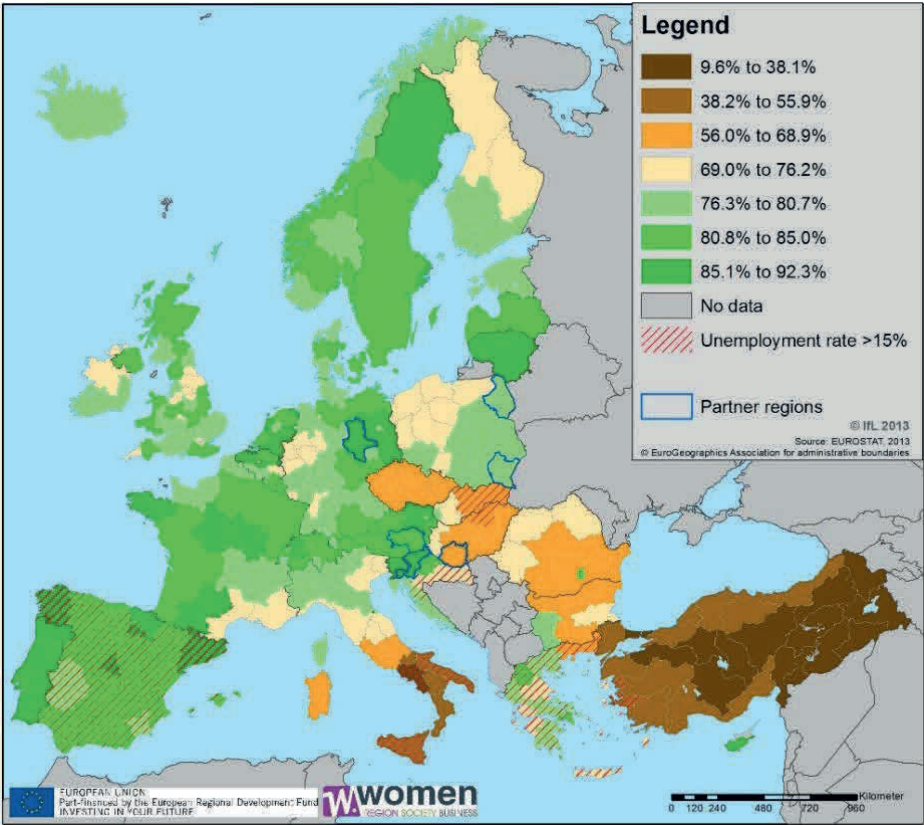 Legend
9.6% to 38.1%
38.2% to 55.9%
56.0% to 68.9%
69.0% to 76.2%
76.3% to 80.7%
80.8% to 85.0%
85.1% to 92.3%
No data
Unemployment rate >15%
Partner regions
© IfL 2013
Source: EUROSTAT, 2013
© EuroGeographics Association for administrative boundaries
EUROPEAN UNION
Part-financed by the European Regional Development Fund
INVESTING IN YOUR FUTURE
women
REGION SOCIETY BUSINESS
Kilometer
0 120 240 480 720 960